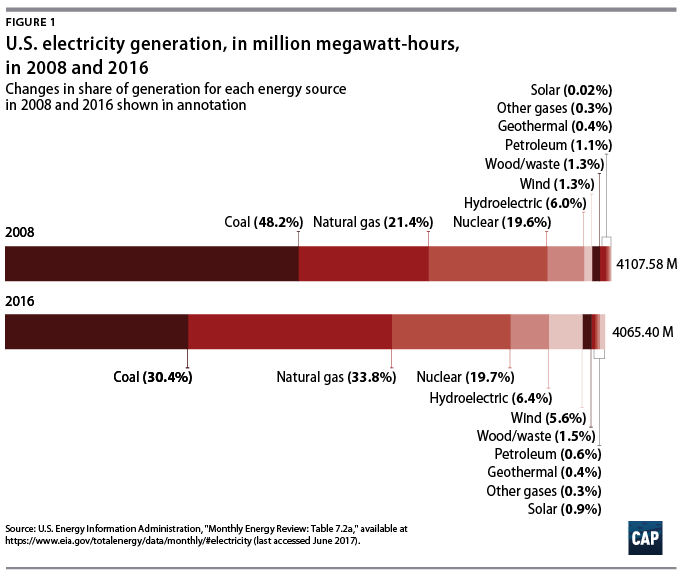 FIGURE 1
U.S. electricity generation, in million megawatt-hours,
in 2008 and 2016
Changes in share of generation for each energy source
in 2008 and 2016 shown in annotation
Solar (0.02%)
Other gases (0.3%)
Geothermal (0.4%)
Petroleum (1.1%)
Wood/waste (1.3%)
Wind (1.3%)
Hydroelectric (6.0%)
Coal (48.2%) Natural gas (21.4%) Nuclear (19.6%)
2008
4107.58 M
2016
4065.40 M
Coal (30.4%) Natural gas (33.8%) Nuclear (19.7%)
Hydroelectric (6.4%)
Wind (5.6%)
Wood/waste (1.5%)
Petroleum (0.6%)
Geothermal (0.4%)
Other gases (0.3%)
Solar (0.9%)
Source: U.S. Energy Information Administration, "Monthly Energy Review: Table 7.2a," available at
https://www.eia.gov/totalenergy/data/monthly/#electricity (last accessed June 2017).
CAP